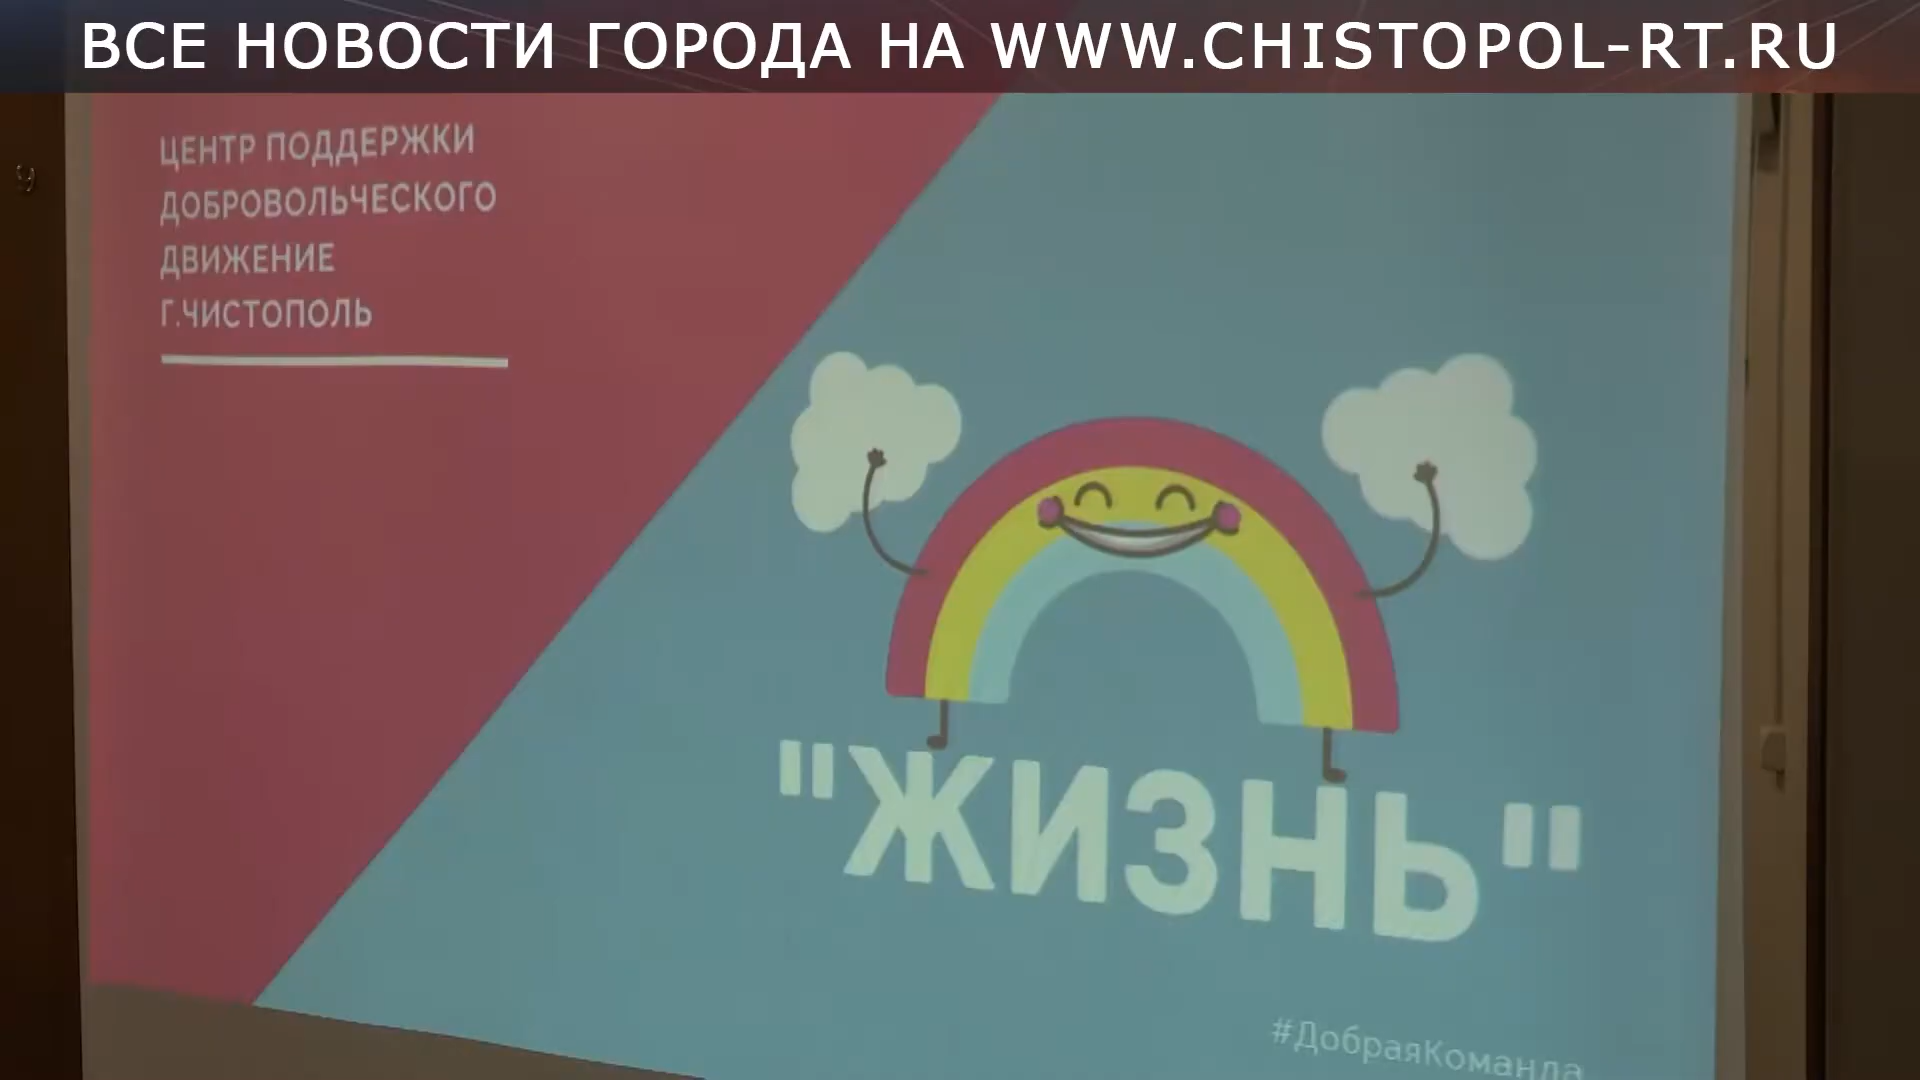 ВСЕ НОВОСТИ ГОРОДА НА WWW.CHISTOPOL-RT.RU
ЦЕНТР ПОДДЕРЖКИ
ДОБРОВОЛЬЧЕСКОГО
ДВИЖЕНИЕ
Г.ЧИСТОПОЛЬ
"ЖИЗНЬ"
#ДобраяКоманда